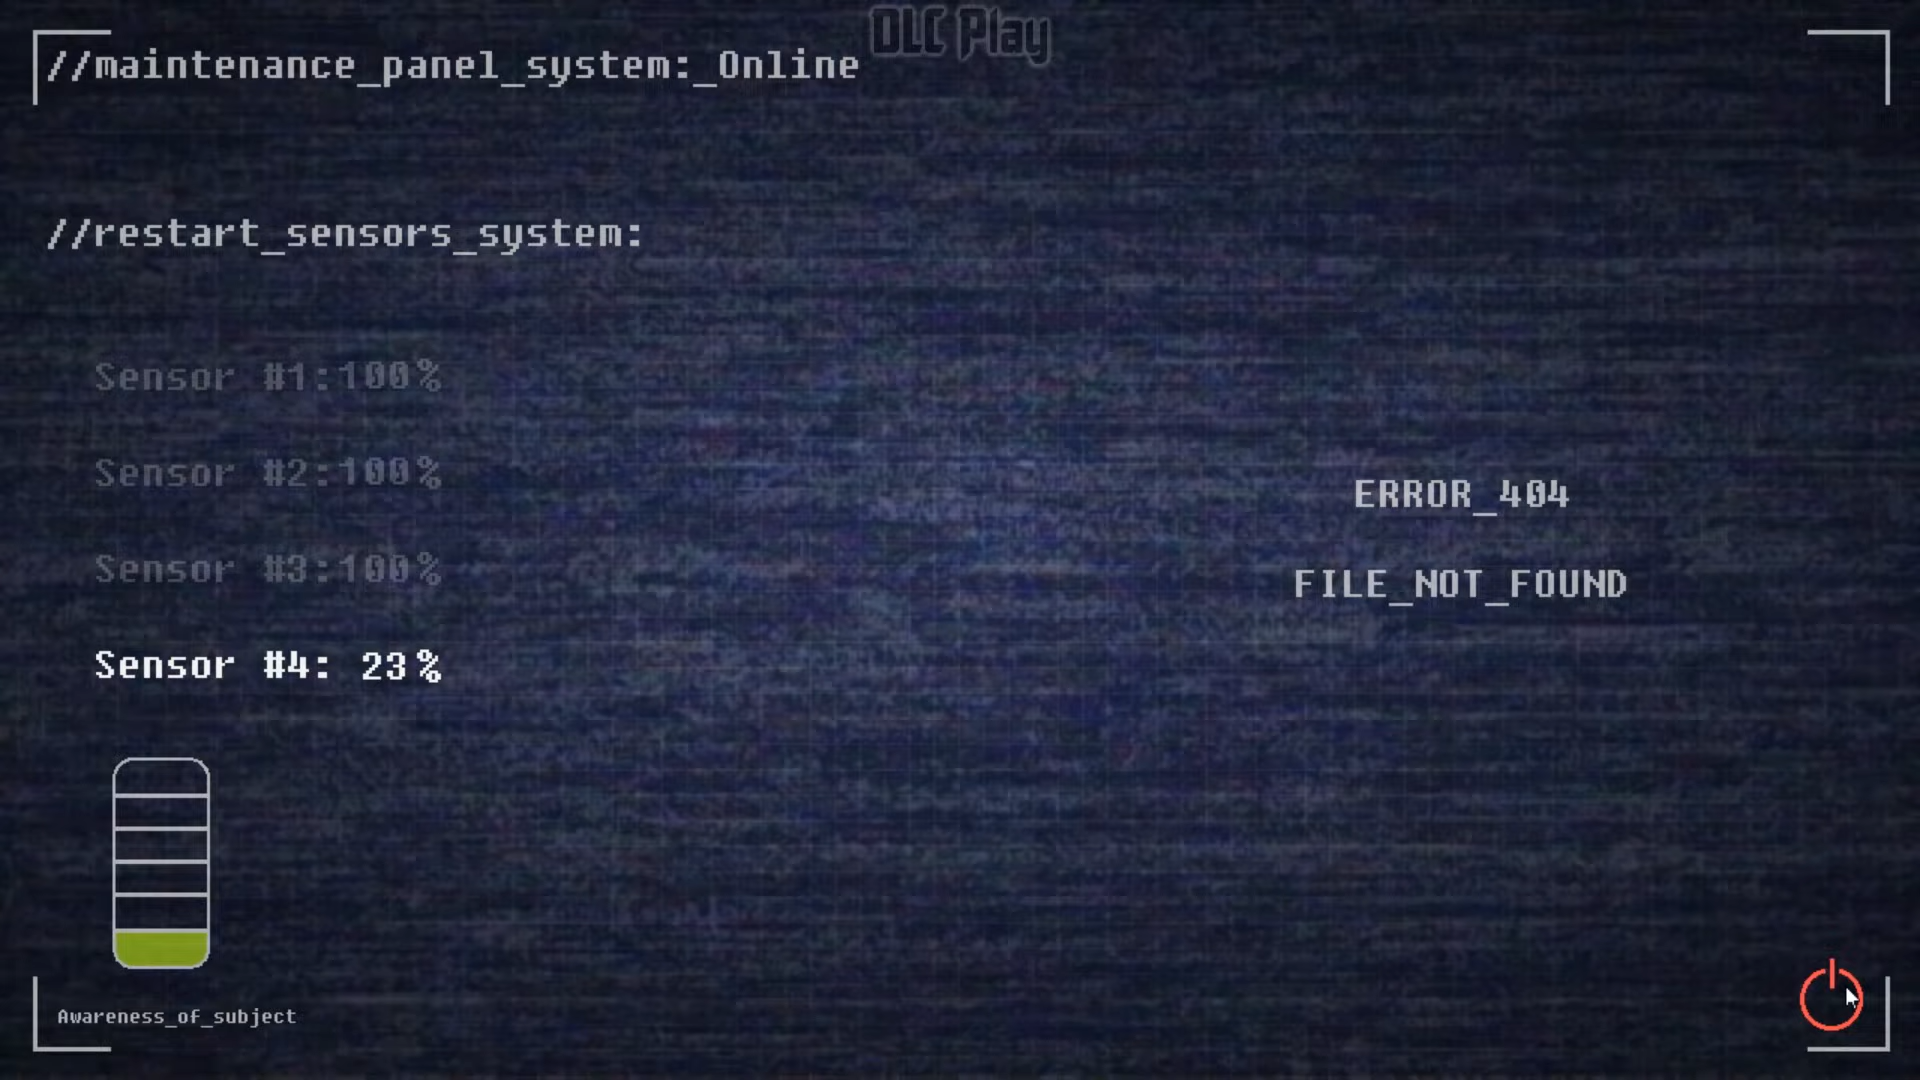 DLC Play
//maintenance_panel_system:_Online
//restart_sensors_system:
Sensor #1:100%
Sensor #2:100%
Sensor #3:100%
Sensor #4: 23%
ERROR_404
FILE_NOT_FOUND
Awareness_of_subject